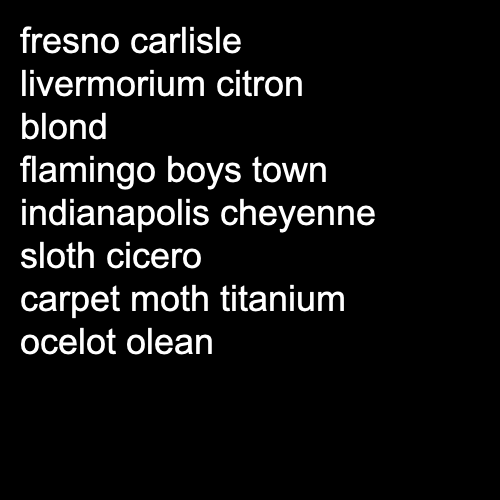 fresno carlisle
livermorium citron
blond
flamingo boys town
indianapolis cheyenne
sloth cicero
carpet moth titanium
ocelot olean